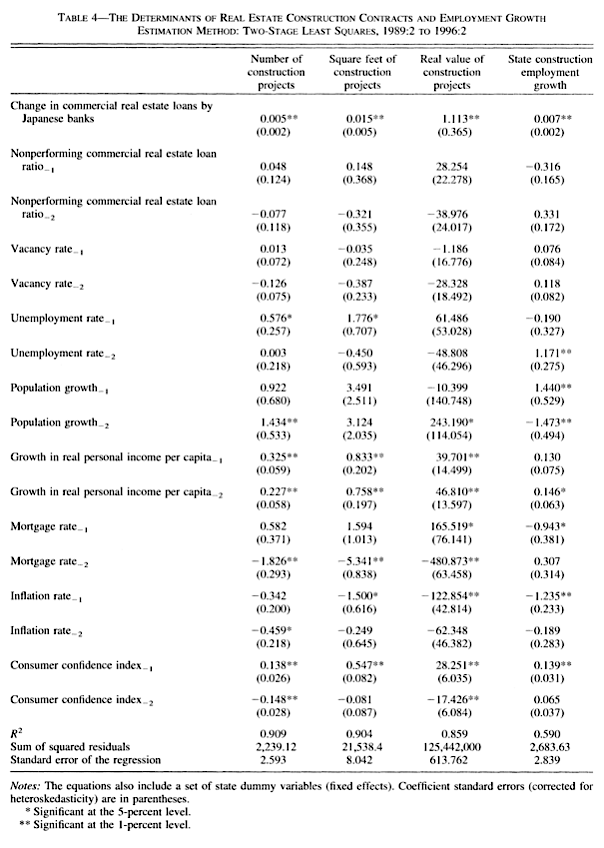 TABLE 4—THE DETERMINANTS OF REAL ESTATE CONSTRUCTION CONTRACTS AND EMPLOYMENT GROWTH
ESTIMATION METHOD: TWO-STAGE LEAST SQUARES, 1989:2 TO 1996:2
Number of construction projects Square feet of construction projects Real value of construction projects State construction employment growth
Change in commercial real estate loans by
Japanese banks 0.005** 0.015** 1.113** 0.007**
(0.002) (0.005) (0.365) (0.002)
Nonperforming commercial real estate loan
ratio₋₁ 0.048 0.148 28.254 −0.316
(0.124) (0.368) (22.278) (0.165)
Nonperforming commercial real estate loan
ratio₋₂ −0.077 −0.321 −38.976 0.331
(0.118) (0.355) (24.017) (0.172)
Vacancy rate₋₁ 0.013 −0.035 −1.186 0.076
(0.072) (0.248) (16.776) (0.084)
Vacancy rate₋₂ −0.126 −0.387 −28.328 0.118
(0.075) (0.233) (18.492) (0.082)
Unemployment rate₋₁ 0.576* 1.776* 61.486 −0.190
(0.257) (0.707) (53.028) (0.327)
Unemployment rate₋₂ 0.003 −0.450 −48.808 1.171**
(0.218) (0.593) (46.296) (0.275)
Population growth₋₁ 0.922 3.491 −10.399 1.440**
(0.680) (2.511) (140.748) (0.529)
Population growth₋₂ 1.434** 3.124 243.190* −1.473**
(0.533) (2.035) (114.054) (0.494)
Growth in real personal income per capita₋₁ 0.325** 0.833** 39.701** 0.130
(0.059) (0.202) (14.499) (0.075)
Growth in real personal income per capita₋₂ 0.227** 0.758** 46.810** 0.146*
(0.058) (0.197) (13.597) (0.063)
Mortgage rate₋₁ 0.582 1.594 165.519* −0.943*
(0.371) (1.013) (76.141) (0.381)
Mortgage rate₋₂ −1.826** −5.341** −480.873** 0.307
(0.293) (0.838) (63.458) (0.314)
Inflation rate₋₁ −0.342 −1.500* −122.854** −1.235**
(0.200) (0.616) (42.814) (0.233)
Inflation rate₋₂ −0.459* −0.249 −62.348 −0.189
(0.218) (0.645) (46.382) (0.283)
Consumer confidence index₋₁ 0.138** 0.547** 28.251** 0.139**
(0.026) (0.082) (6.035) (0.031)
Consumer confidence index₋₂ −0.148** −0.081 −17.426** 0.065
(0.028) (0.087) (6.084) (0.037)
R² 0.909 0.904 0.859 0.590
Sum of squared residuals 2,239.12 21,538.4 125,442,000 2,683.63
Standard error of the regression 2.593 8.042 613.762 2.839
Notes: The equations also include a set of state dummy variables (fixed effects). Coefficient standard errors (corrected for
heteroskedasticity) are in parentheses.
* Significant at the 5-percent level.
** Significant at the 1-percent level.